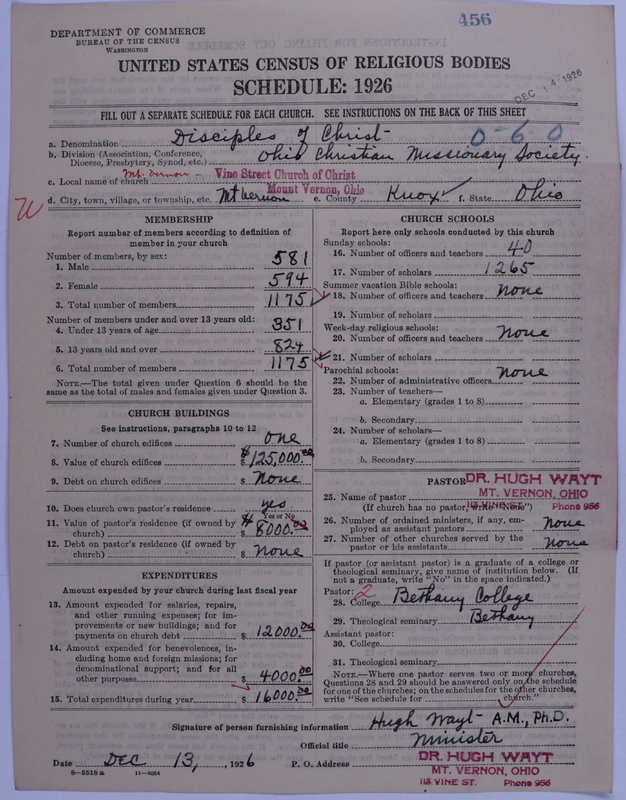 456
DEPARTMENT OF COMMERCE
BUREAU OF THE CENSUS
WASHINGTON
UNITED STATES CENSUS OF RELIGIOUS BODIES
SCHEDULE: 1926
DEC 14 1926
FILL OUT A SEPARATE SCHEDULE FOR EACH CHURCH. SEE INSTRUCTIONS ON THE BACK OF THIS SHEET
a. Denomination Disciples of Christ 0-6-0
b. Division (Association, Conference, Diocese, Presbytery, Synod, etc.) Ohio Christian Missionary Society.
c. Local name of church Mt. Vernon - Vine Street Church of Christ
Mount Vernon, Ohio
d. City, town, village, or township, etc. Mt Vernon e. County Knox f. State Ohio
W
MEMBERSHIP
Report number of members according to definition of member in your church
Number of members, by sex:
1. Male 581
2. Female 594
3. Total number of members 1175
Number of members under and over 13 years old:
4. Under 13 years of age 351
5. 13 years old and over 824
6. Total number of members 1175
NOTE.—The total given under Question 6 should be the same as the total of males and females given under Question 3.
CHURCH BUILDINGS
See instructions, paragraphs 10 to 12
7. Number of church edifices one
8. Value of church edifices $125,000.00
9. Debt on church edifices $ None
10. Does church own pastor's residence yes
Yes or No
11. Value of pastor's residence (if owned by church) $ 8000.00
12. Debt on pastor's residence (if owned by church) $ None
EXPENDITURES
Amount expended by your church during last fiscal year
13. Amount expended for salaries, repairs, and other running expenses; for improvements or new buildings; and for payments on church debt $ 12000.00
14. Amount expended for benevolences, including home and foreign missions; for denominational support; and for all other purposes $ 4000.00
15. Total expenditures during year $ 16000.00
CHURCH SCHOOLS
Report here only schools conducted by this church
Sunday schools:
16. Number of officers and teachers 40
17. Number of scholars 1265
Summer vacation Bible schools:
18. Number of officers and teachers None
19. Number of scholars
Week-day religious schools:
20. Number of officers and teachers None
21. Number of scholars
Parochial schools:
22. Number of administrative officers None
23. Number of teachers—
a. Elementary (grades 1 to 8)
b. Secondary
24. Number of scholars—
a. Elementary (grades 1 to 8)
b. Secondary
PASTOR
DR. HUGH WAYT
MT. VERNON, OHIO
113 VINE ST. Phone 956
25. Name of pastor
(If church has no pastor, write "None")
26. Number of ordained ministers, if any, employed as assistant pastors None
27. Number of other churches served by the pastor or his assistants None
If pastor (or assistant pastor) is a graduate of a college or theological seminary, give name of institution below. (If not a graduate, write "No" in the space indicated.)
Pastor: 2
28. College Bethany College
29. Theological seminary Bethany
Assistant pastor:
30. College
31. Theological seminary
NOTE.—Where one pastor serves two or more churches, Questions 28 and 29 should be answered only on the schedule for one of the churches; on the schedules for the other churches, write "See schedule for church."
Signature of person furnishing information Hugh Wayt - A.M., Ph.D.
Official title Minister
Date Dec 13, , 1926 P. O. Address DR. HUGH WAYT
MT. VERNON, OHIO
113 VINE ST. Phone 956
8—5518 a 11—9084